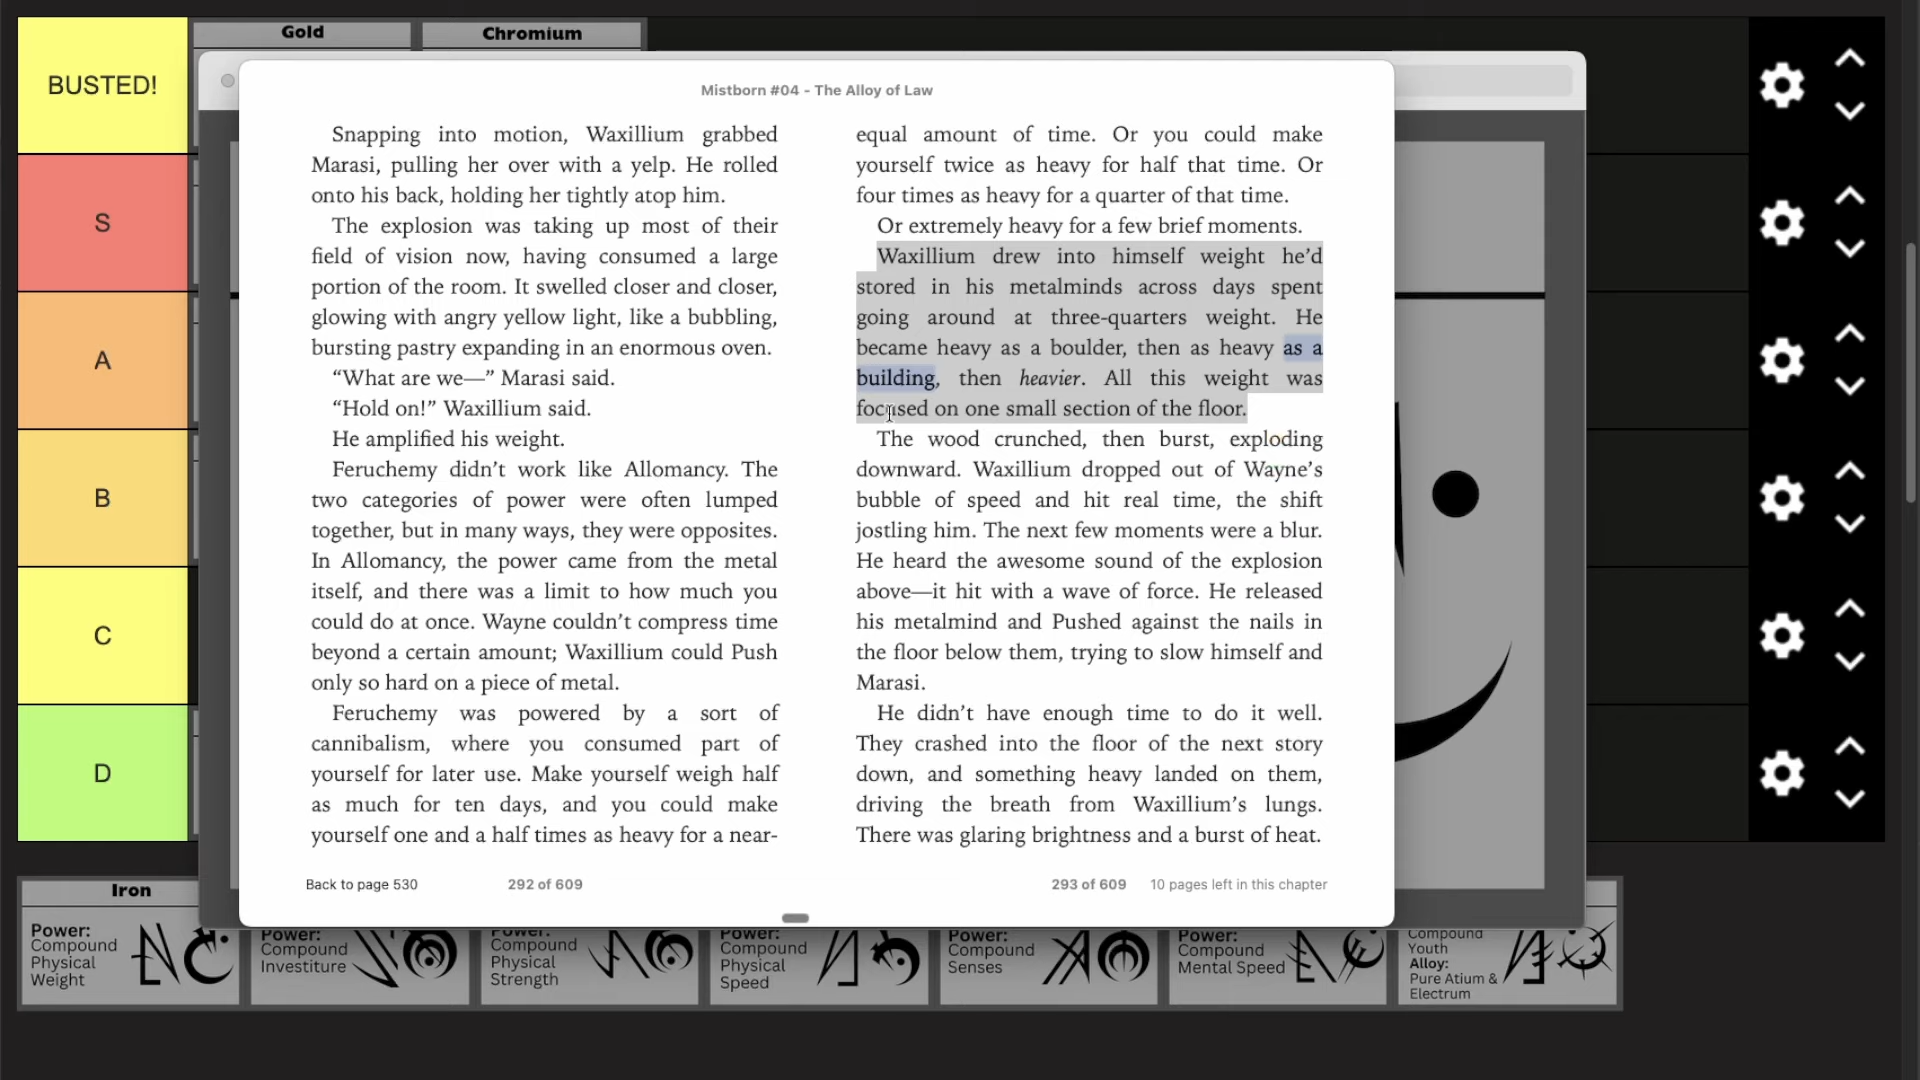 Gold
Chromium
BUSTED!
S
A
B
C
D
Mistborn #04 - The Alloy of Law
Snapping into motion, Waxillium grabbed
Marasi, pulling her over with a yelp. He rolled
onto his back, holding her tightly atop him.
The explosion was taking up most of their
field of vision now, having consumed a large
portion of the room. It swelled closer and closer,
glowing with angry yellow light, like a bubbling,
bursting pastry expanding in an enormous oven.
“What are we—” Marasi said.
“Hold on!” Waxillium said.
He amplified his weight.
Feruchemy didn’t work like Allomancy. The
two categories of power were often lumped
together, but in many ways, they were opposites.
In Allomancy, the power came from the metal
itself, and there was a limit to how much you
could do at once. Wayne couldn’t compress time
beyond a certain amount; Waxillium could Push
only so hard on a piece of metal.
Feruchemy was powered by a sort of
cannibalism, where you consumed part of
yourself for later use. Make yourself weigh half
as much for ten days, and you could make
yourself one and a half times as heavy for a near-
equal amount of time. Or you could make
yourself twice as heavy for half that time. Or
four times as heavy for a quarter of that time.
Or extremely heavy for a few brief moments.
Waxillium drew into himself weight he’d
stored in his metalminds across days spent
going around at three-quarters weight. He
became heavy as a boulder, then as heavy as a
building, then heavier. All this weight was
focused on one small section of the floor.
The wood crunched, then burst, exploding
downward. Waxillium dropped out of Wayne’s
bubble of speed and hit real time, the shift
jostling him. The next few moments were a blur.
He heard the awesome sound of the explosion
above—it hit with a wave of force. He released
his metalmind and Pushed against the nails in
the floor below them, trying to slow himself and
Marasi.
He didn’t have enough time to do it well.
They crashed into the floor of the next story
down, and something heavy landed on them,
driving the breath from Waxillium’s lungs.
There was glaring brightness and a burst of heat.
Back to page 530
292 of 609
293 of 609
10 pages left in this chapter
Iron
Power:
Compound
Physical
Weight
Power:
Compound
Investiture
Power:
Compound
Physical
Strength
Power:
Compound
Physical
Speed
Power:
Compound
Senses
Power:
Compound
Mental Speed
Compound
Youth
Alloy:
Pure Atium &
Electrum